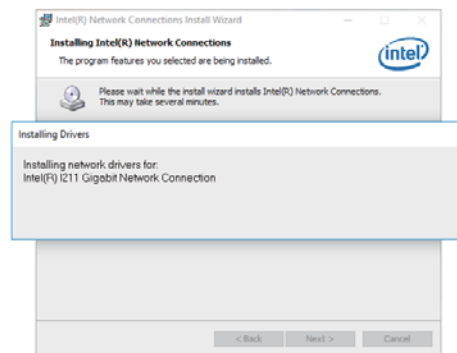 Intel(R) Network Connections Install Wizard
Installing Intel(R) Network Connections
The program features you selected are being installed.
intel
Please wait while the install wizard installs Intel(R) Network Connections.
This may take several minutes.
Installing Drivers
Installing network drivers for:
Intel(R) I211 Gigabit Network Connection
< Back Next > Cancel